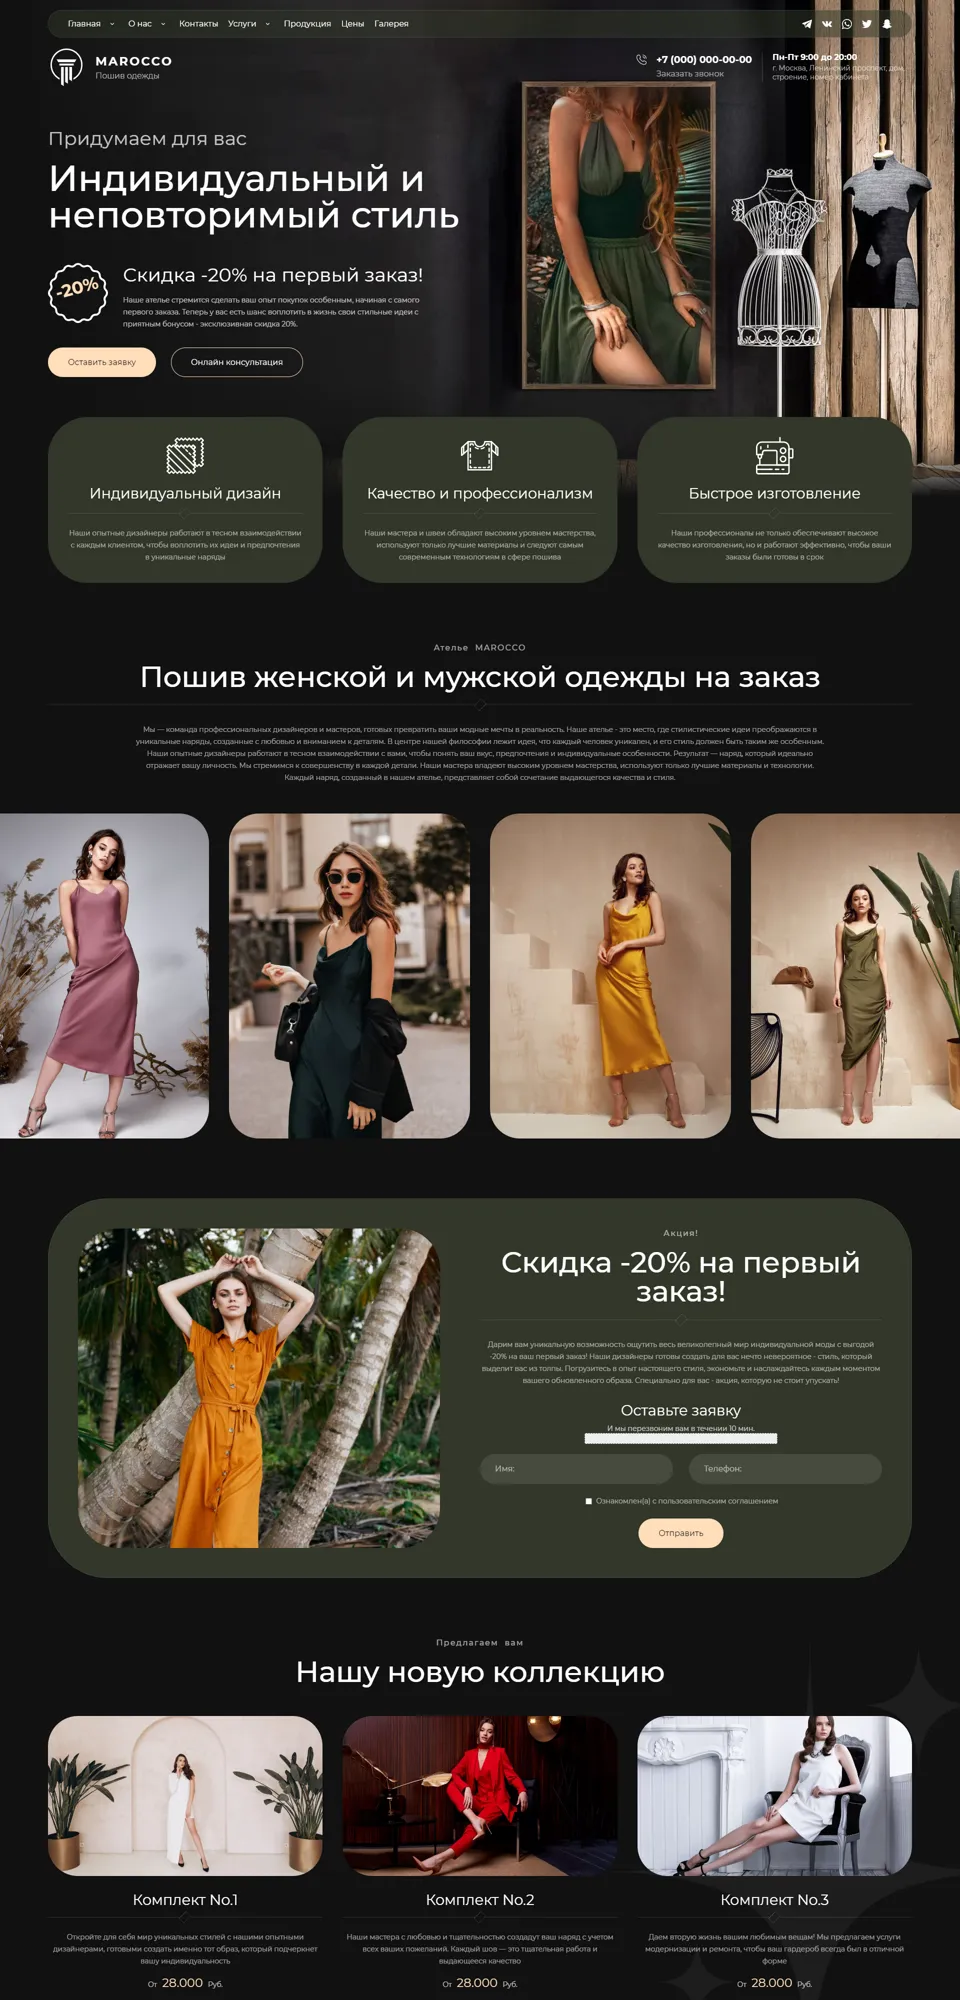 Главная О нас Контакты Услуги Продукция Цены Галерея
MAROCCO
Пошив одежды
+7 (000) 000-00-00
Заказать звонок
Пн-Пт 9:00 до 20:00
г. Москва, Ленинский проспект, дом,
строение, номер кабинета
Придумаем для вас
Индивидуальный и
неповторимый стиль
-20%
Скидка -20% на первый заказ!
Наше ателье стремится сделать ваш опыт покупок особенным, начиная с самого
первого заказа. Теперь у вас есть шанс воплотить в жизнь свои стильные идеи с
приятным бонусом - эксклюзивная скидка 20%.
Оставить заявку
Онлайн консультация
Индивидуальный дизайн
Наши опытные дизайнеры работают в тесном взаимодействии
с каждым клиентом, чтобы воплотить их идеи и предпочтения
в уникальные наряды
Качество и профессионализм
Наши мастера и швеи обладают высоким уровнем мастерства,
используют только лучшие материалы и следуют самым
современным технологиям в сфере пошива
Быстрое изготовление
Наши профессионалы не только обеспечивают высокое
качество изготовления, но и работают эффективно, чтобы ваши
заказы были готовы в срок
Ателье MAROCCO
Пошив женской и мужской одежды на заказ
Мы — команда профессиональных дизайнеров и мастеров, готовых превратить ваши модные мечты в реальность. Наше ателье - это место, где стилистические идеи преображаются в
уникальные наряды, созданные с любовью и вниманием к деталям. В центре нашей философии лежит идея, что каждый человек уникален, и его стиль должен быть таким же особенным.
Наши опытные дизайнеры работают в тесном взаимодействии с вами, чтобы понять ваш вкус, предпочтения и индивидуальные особенности. Результат — наряд, который идеально
отражает вашу личность. Мы стремимся к совершенству в каждой детали. Наши мастера владеют высоким уровнем мастерства, используют только лучшие материалы и технологии.
Каждый наряд, созданный в нашем ателье, представляет собой сочетание выдающегося качества и стиля.
Акция!
Скидка -20% на первый
заказ!
Дарим вам уникальную возможность ощутить весь великолепный мир индивидуальной моды с выгодой
-20% на ваш первый заказ! Наши дизайнеры готовы создать для вас нечто невероятное - стиль, который
выделит вас из толпы. Погрузитесь в опыт настоящего стиля, экономьте и наслаждайтесь каждым моментом
вашего обновленного образа. Специально для вас - акция, которую не стоит упускать!
Оставьте заявку
И мы перезвоним вам в течении 10 мин.
Имя:
Телефон:
Ознакомлен(а) с пользовательским соглашением
Отправить
Предлагаем вам
Нашу новую коллекцию
Комплект No.1
Откройте для себя мир уникальных стилей с нашими опытными
дизайнерами, готовыми создать именно тот образ, который подчеркнет
вашу индивидуальность
От 28.000 Руб.
Комплект No.2
Наши мастера с любовью и тщательностью создадут ваш наряд с учетом
всех ваших пожеланий. Каждый шов — это тщательная работа и
выдающееся качество
От 28.000 Руб.
Комплект No.3
Даем вторую жизнь вашим любимым вещам! Мы предлагаем услуги
модернизации и ремонта, чтобы ваш гардероб всегда был в отличной
форме
От 28.000 Руб.